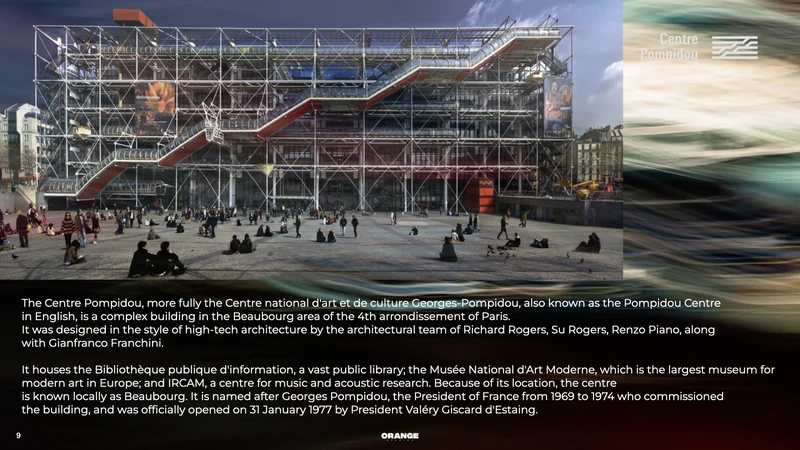 Centre
Pompidou
The Centre Pompidou, more fully the Centre national d'art et de culture Georges-Pompidou, also known as the Pompidou Centre
in English, is a complex building in the Beaubourg area of the 4th arrondissement of Paris.
It was designed in the style of high-tech architecture by the architectural team of Richard Rogers, Su Rogers, Renzo Piano, along
with Gianfranco Franchini.
It houses the Bibliothèque publique d'information, a vast public library; the Musée National d'Art Moderne, which is the largest museum for
modern art in Europe; and IRCAM, a centre for music and acoustic research. Because of its location, the centre
is known locally as Beaubourg. It is named after Georges Pompidou, the President of France from 1969 to 1974 who commissioned
the building, and was officially opened on 31 January 1977 by President Valéry Giscard d'Estaing.
9
ORANGE